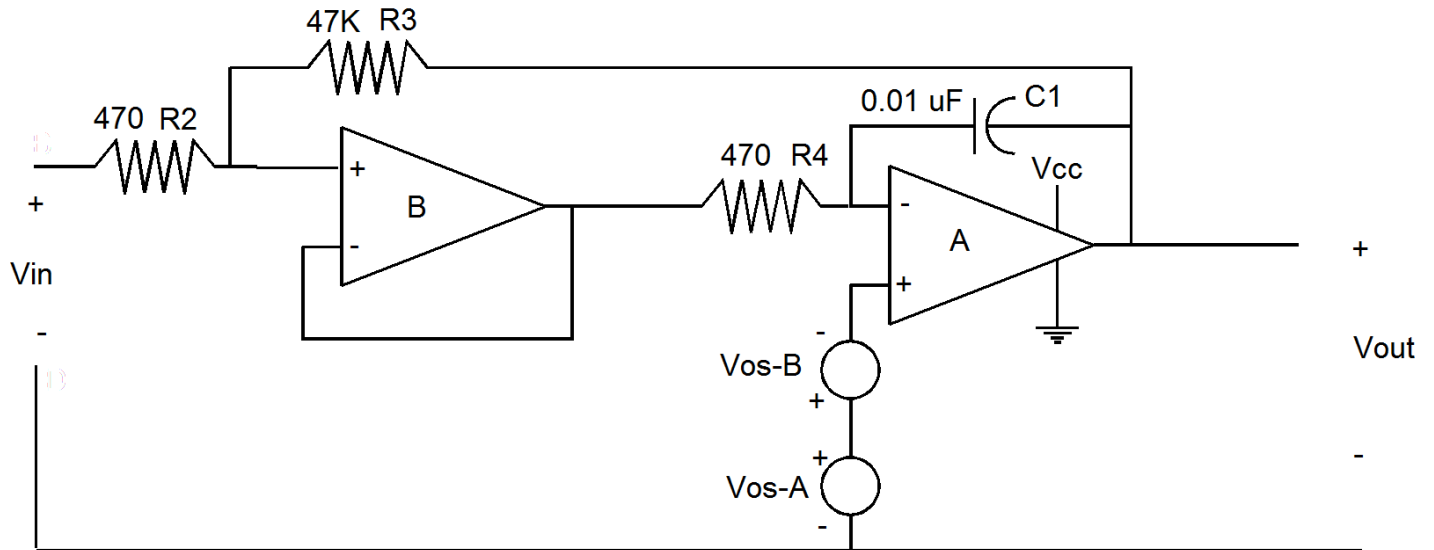 47K R3
0.01 uF C1
470 R2
470 R4
Vcc
+
+
-
B
-
A
+
+
Vin
-
-
Vos-B
+
+
Vos-A
-
+
Vout
-